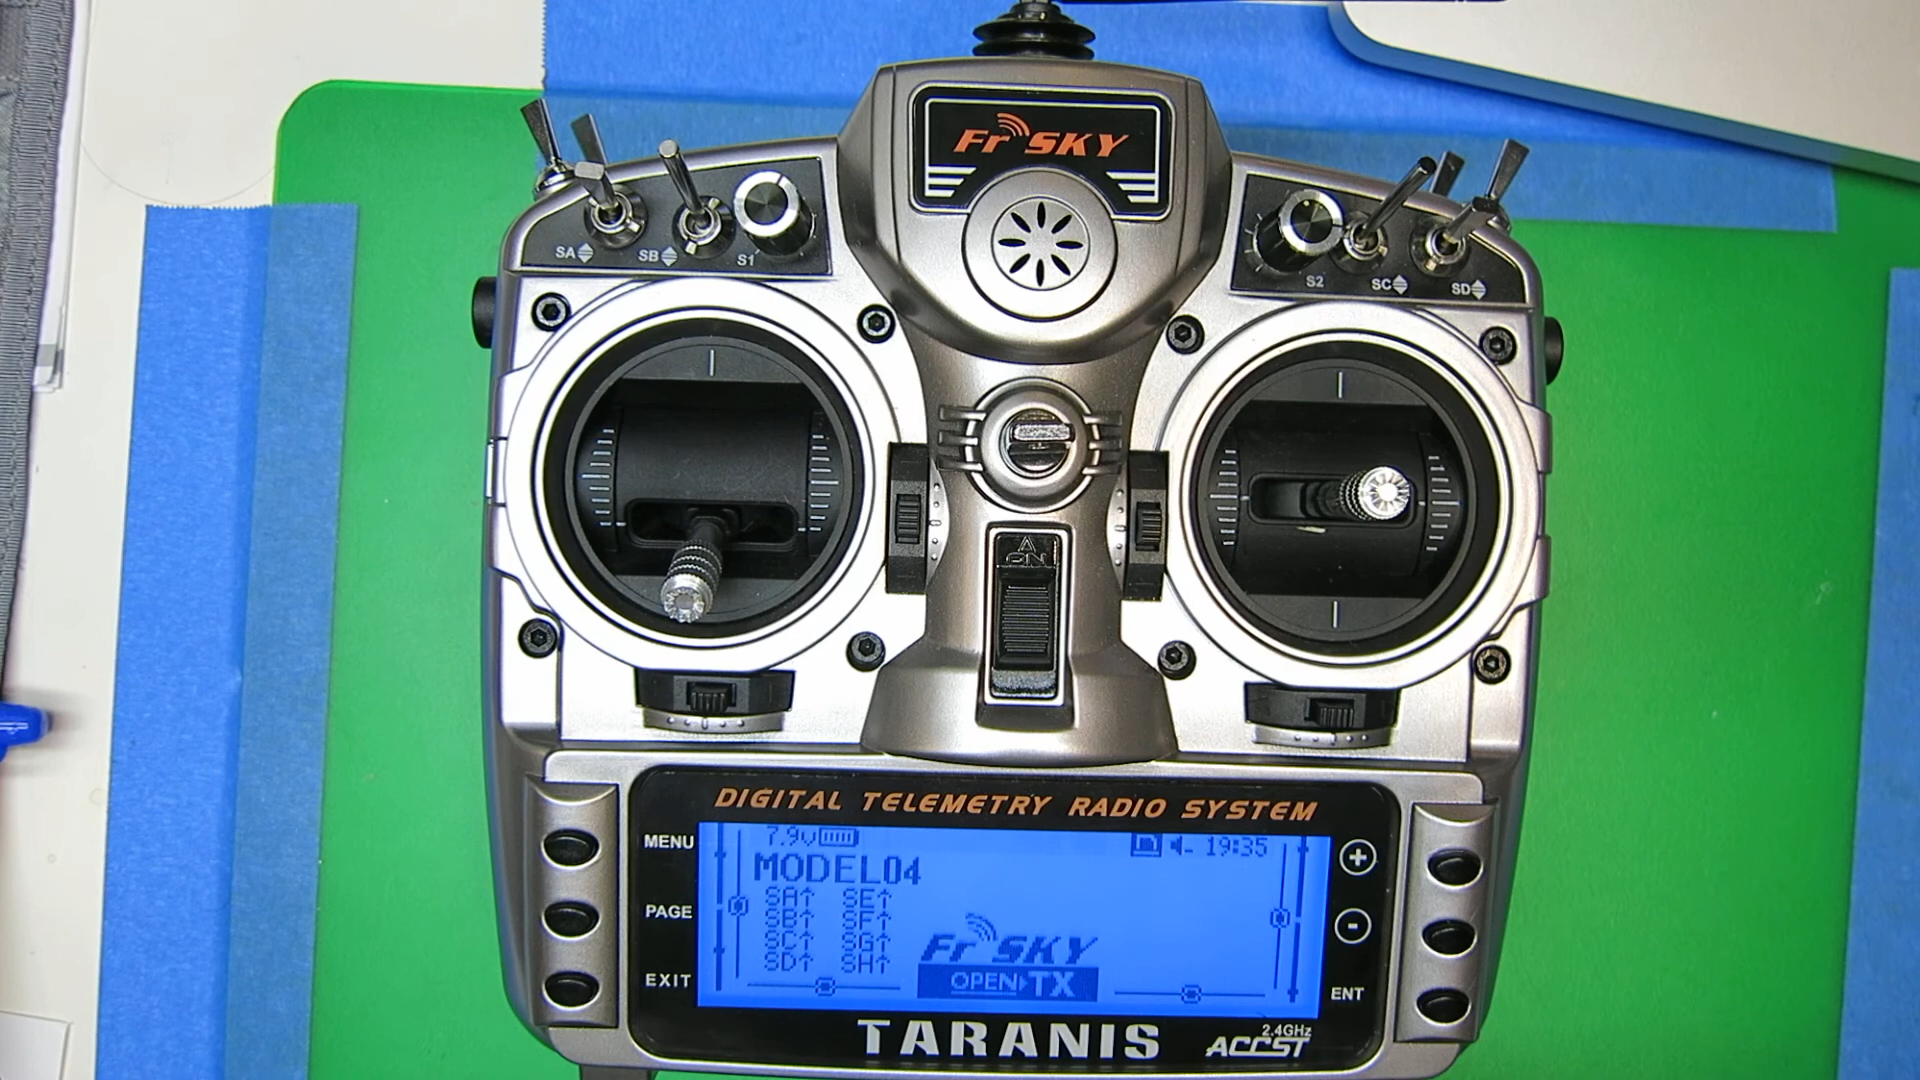 FrSKY
SA SB S1
S2 SC SD
ON
DIGITAL TELEMETRY RADIO SYSTEM
MENU
PAGE
EXIT
7.9v 19:35
MODEL04
SA↑ SE↑
SB↑ SF↑
SC↑ SG↑
SD↑ SH↑
FrSKY
OPEN TX
+
-
ENT
TARANIS
2.4GHz
ACCST